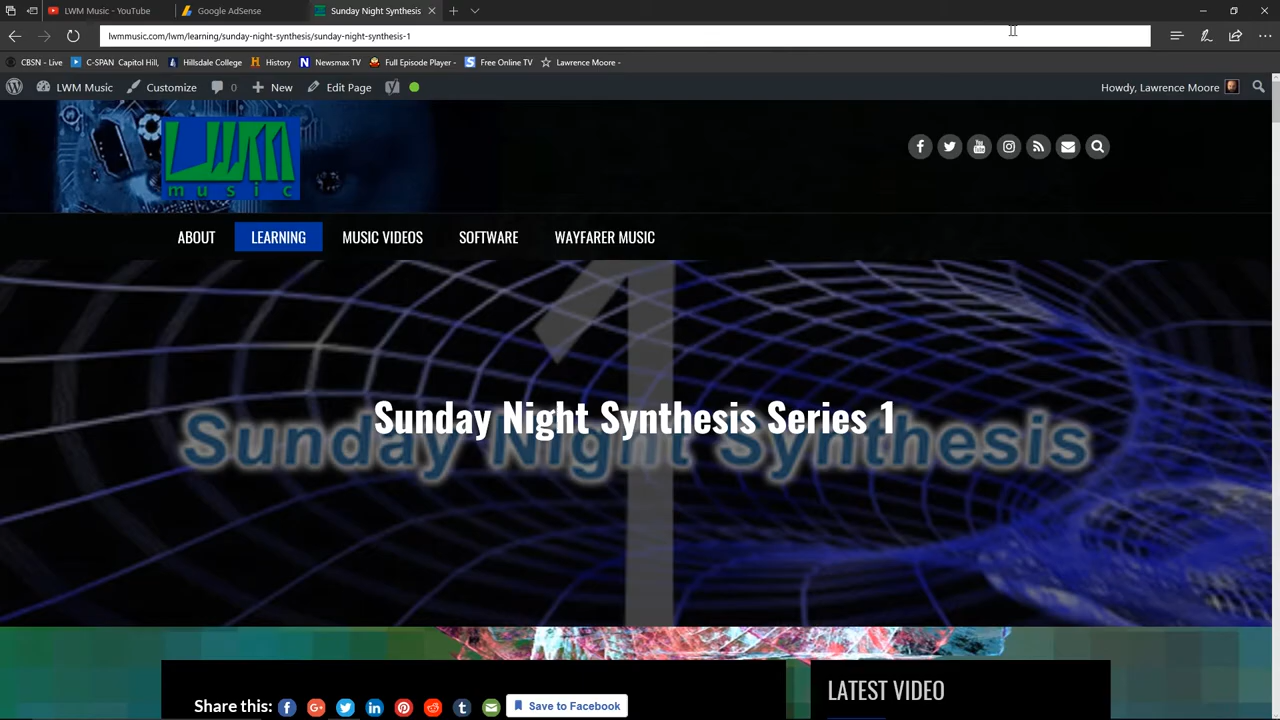 LWM Music - YouTube
Google AdSense
Sunday Night Synthesis
lwmmusic.com/lwm/learning/sunday-night-synthesis/sunday-night-synthesis-1
CBSN - Live
C-SPAN Capitol Hill,
Hillsdale College
History
Newsmax TV
Full Episode Player -
Free Online TV
Lawrence Moore -
LWM Music
Customize
0
New
Edit Page
Howdy, Lawrence Moore
LWM
music
ABOUT
LEARNING
MUSIC VIDEOS
SOFTWARE
WAYFARER MUSIC
1
Sunday Night Synthesis Series 1
Sunday Night Synthesis
Share this:
Save to Facebook
LATEST VIDEO